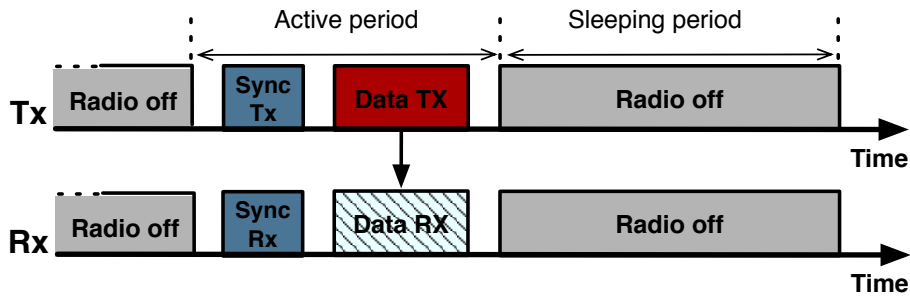 Active period
Sleeping period
Tx
Radio off
Sync
Tx
Data TX
Radio off
Time
Rx
Radio off
Sync
Rx
Data RX
Radio off
Time